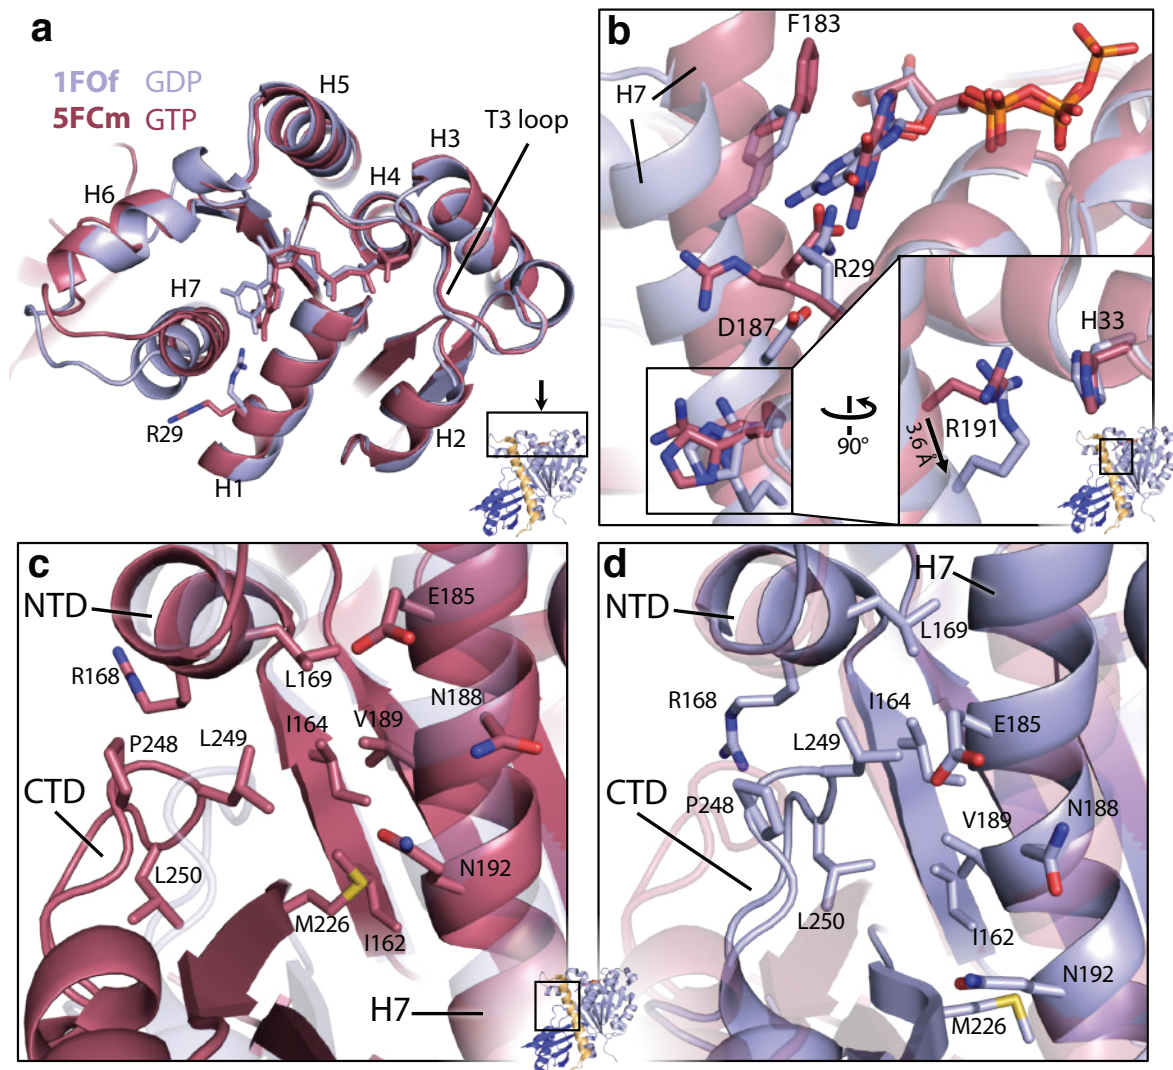 a
1FOf GDP
5FCm GTP
H5
T3 loop
H3
H4
H6
H7
R29
H2
H1
b
F183
H7
R29
D187
90°
H33
R191
3.6Å
c
NTD
E185
R168
L169
N188
I164
V189
P248
L249
CTD
L250
N192
M226
I162
H7
d
H7
NTD
L169
R168
I164
E185
L249
CTD
P248
V189
N188
L250
I162
N192
M226